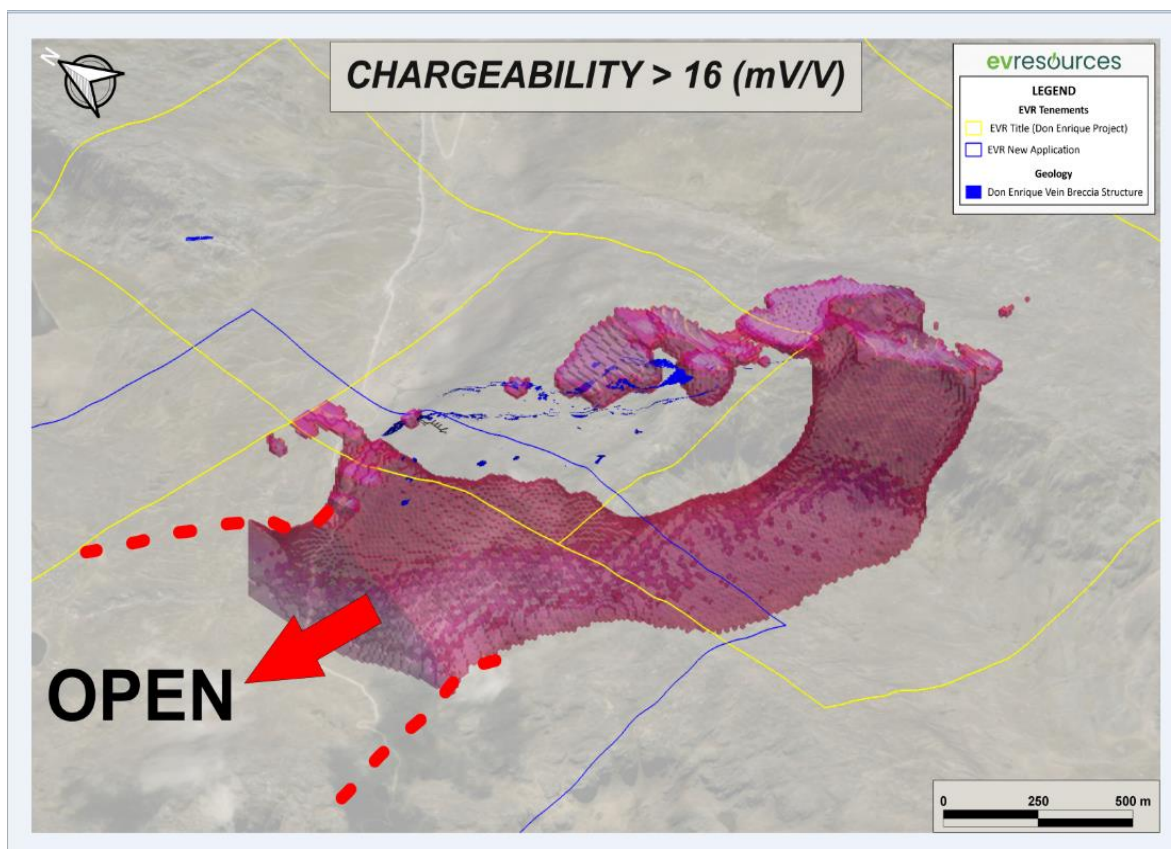 N
CHARGEABILITY > 16 (mV/V)
evresources
LEGEND
EVR Tenements
EVR Title (Don Enrique Project)
EVR New Application
Geology
Don Enrique Vein Breccia Structure
OPEN
0 250 500 m